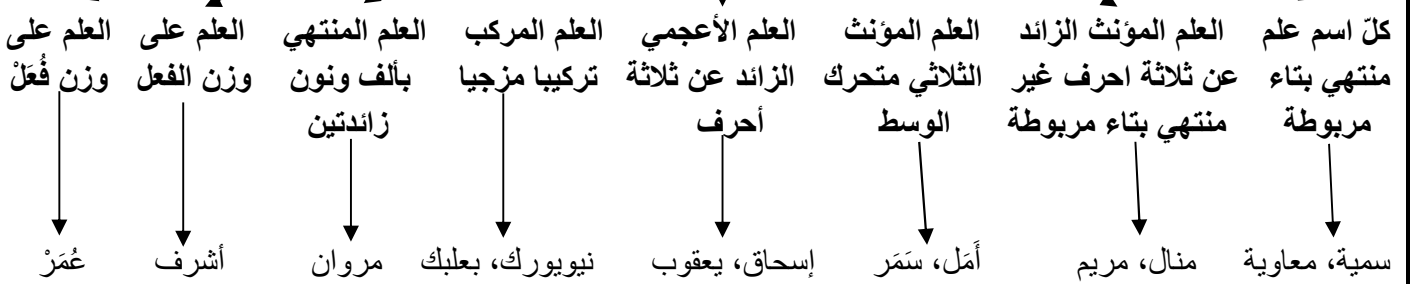 كلّ اسم علم العلم المؤنث الزائد العلم المؤنث العلم الأعجمي العلم المركب العلم المنتهي العلم على العلم على
منتهي بتاء عن ثلاثة احرف غير الثلاثي متحرك الزائد عن ثلاثة تركيبا مزجيا بألف ونون وزن الفعل وزن فُعَلْ
مربوطة منتهي بتاء مربوطة الوسط أحرف زائدتين
سمية، معاوية منال، مريم أَمَل، سَمَر إسحاق، يعقوب نيويورك، بعلبك مروان أشرف عُمَرْ